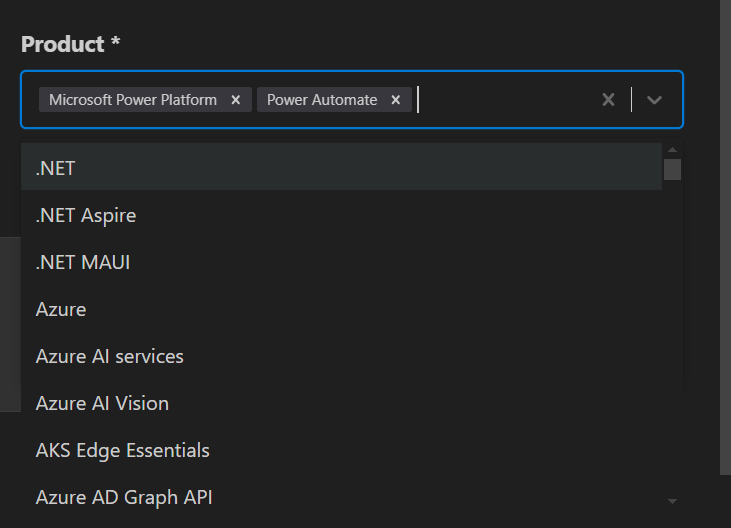 Product *
Microsoft Power Platform × Power Automate ×
.NET
.NET Aspire
.NET MAUI
Azure
Azure AI services
Azure AI Vision
AKS Edge Essentials
Azure AD Graph API